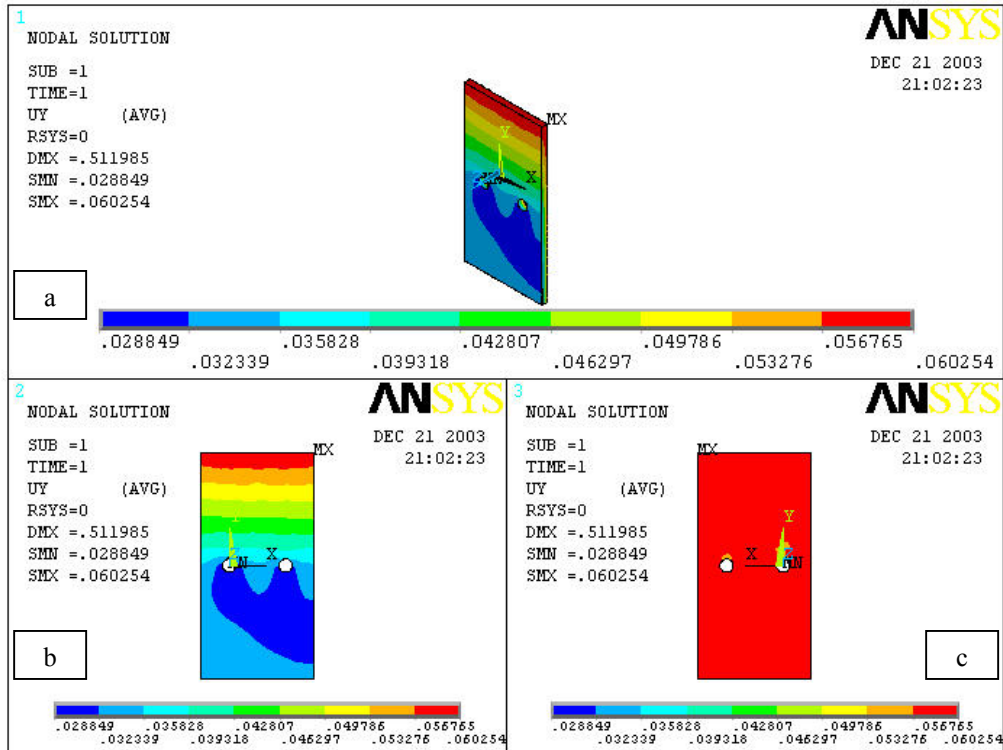 1
ANSYS
NODAL SOLUTION
DEC 21 2003
21:02:23
SUB =1
TIME=1
UY (AVG)
RSYS=0
DMX =.511985
SMN =.028849
SMX =.060254
MX
Y
X
a
.028849 .035828 .042807 .049786 .056765
.032339 .039318 .046297 .053276 .060254
2
ANSYS
NODAL SOLUTION
DEC 21 2003
21:02:23
SUB =1
TIME=1
UY (AVG)
RSYS=0
DMX =.511985
SMN =.028849
SMX =.060254
MX
Y
Z X
MN
b
.028849 .035828 .042807 .049786 .056765
.032339 .039318 .046297 .053276 .060254
3
ANSYS
NODAL SOLUTION
DEC 21 2003
21:02:23
SUB =1
TIME=1
UY (AVG)
RSYS=0
DMX =.511985
SMN =.028849
SMX =.060254
MX
Y
X Z
MN
c
.028849 .035828 .042807 .049786 .056765
.032339 .039318 .046297 .053276 .060254